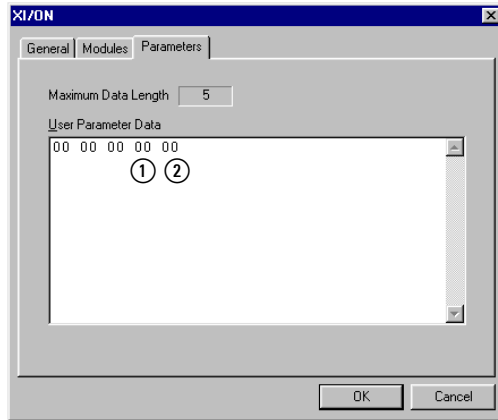 XI/ON
General Modules Parameters
Maximum Data Length 5
User Parameter Data
00 00 00 00 00
① ②
OK Cancel